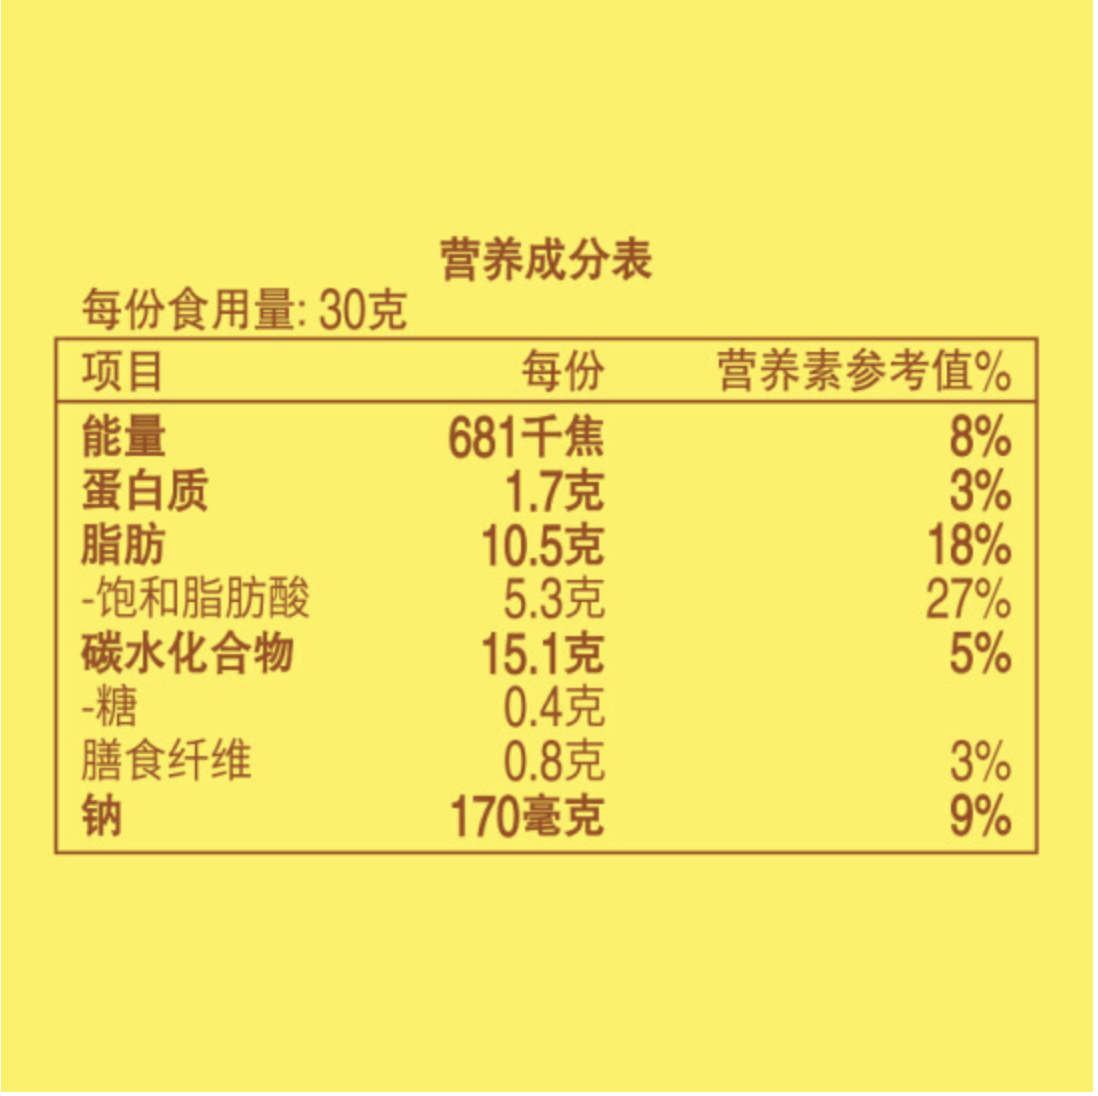 营养成分表
每份食用量: 30克
项目 每份 营养素参考值%
能量 681千焦 8%
蛋白质 1.7克 3%
脂肪 10.5克 18%
-饱和脂肪酸 5.3克 27%
碳水化合物 15.1克 5%
-糖 0.4克
膳食纤维 0.8克 3%
钠 170毫克 9%